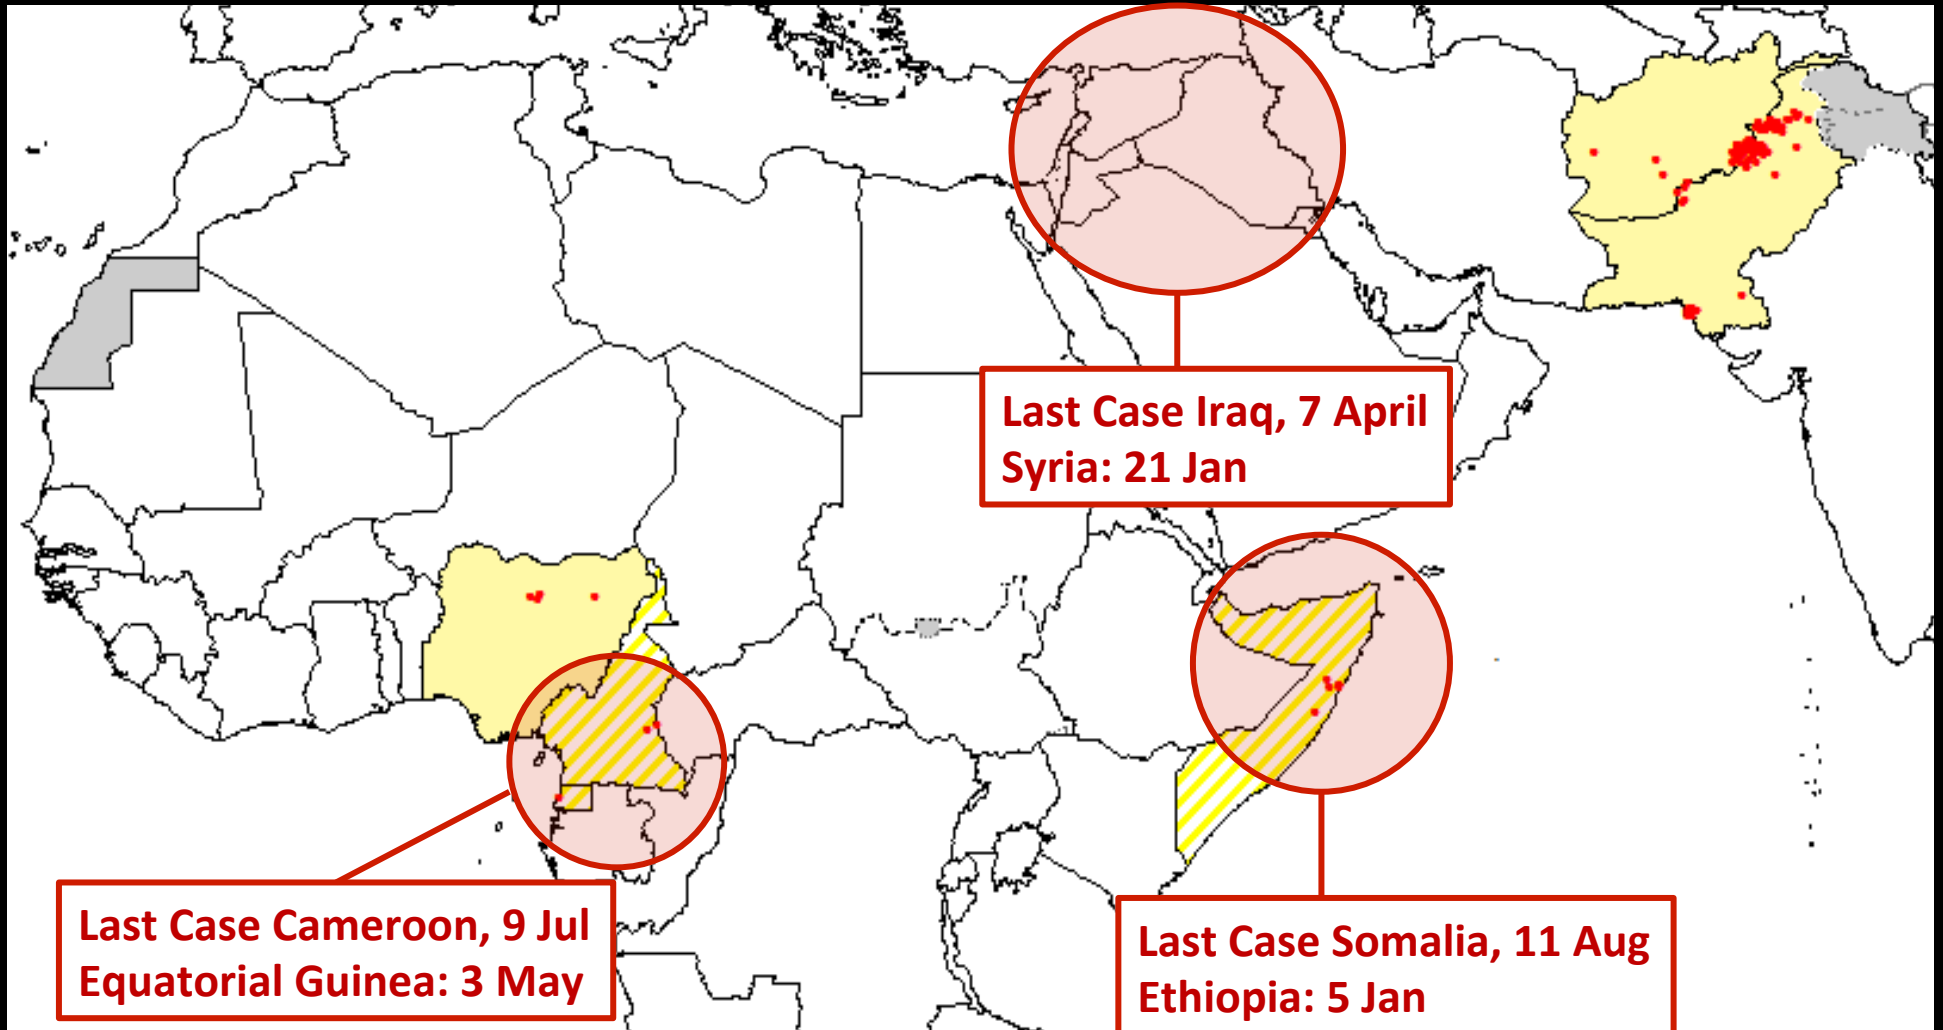 Last Case Iraq, 7 April
Syria: 21 Jan
Last Case Cameroon, 9 Jul
Equatorial Guinea: 3 May
Last Case Somalia, 11 Aug
Ethiopia: 5 Jan